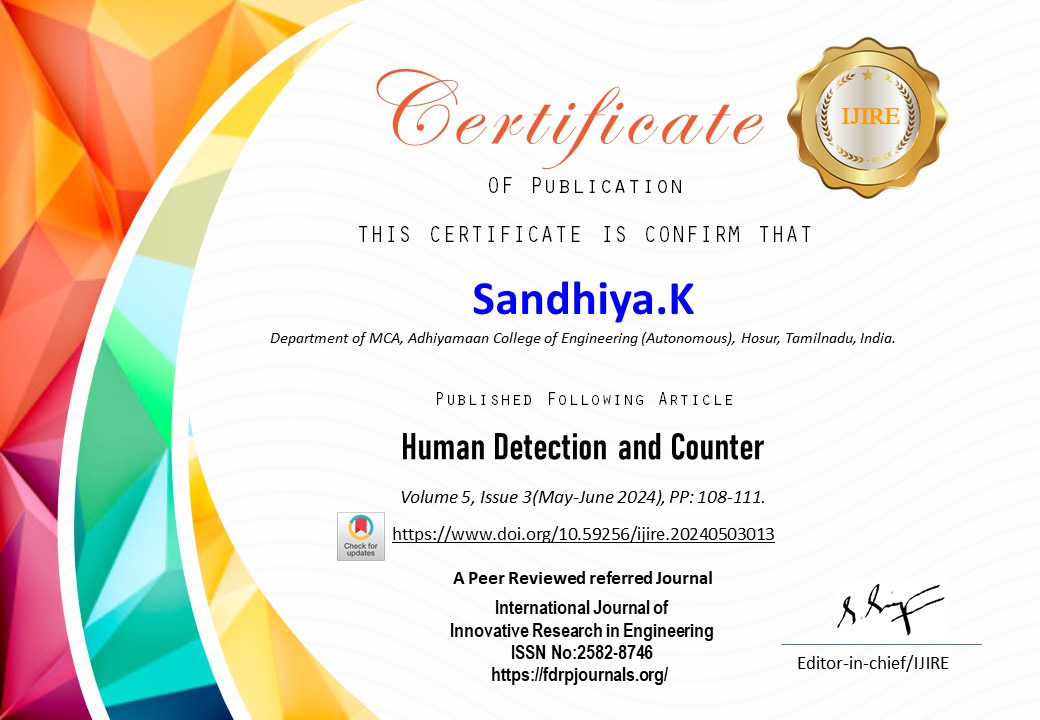 Certificate
IJIRE
OF Publication
THIS CERTIFICATE IS CONFIRM THAT
Sandhiya.K
Department of MCA, Adhiyamaan College of Engineering (Autonomous), Hosur, Tamilnadu, India.
Published Following Article
Human Detection and Counter
Volume 5, Issue 3(May-June 2024), PP: 108-111.
Check for
updates
https://www.doi.org/10.59256/ijire.20240503013
A Peer Reviewed referred Journal
International Journal of
Innovative Research in Engineering
ISSN No:2582-8746
https://fdrpjournals.org/
Editor-in-chief/IJIRE